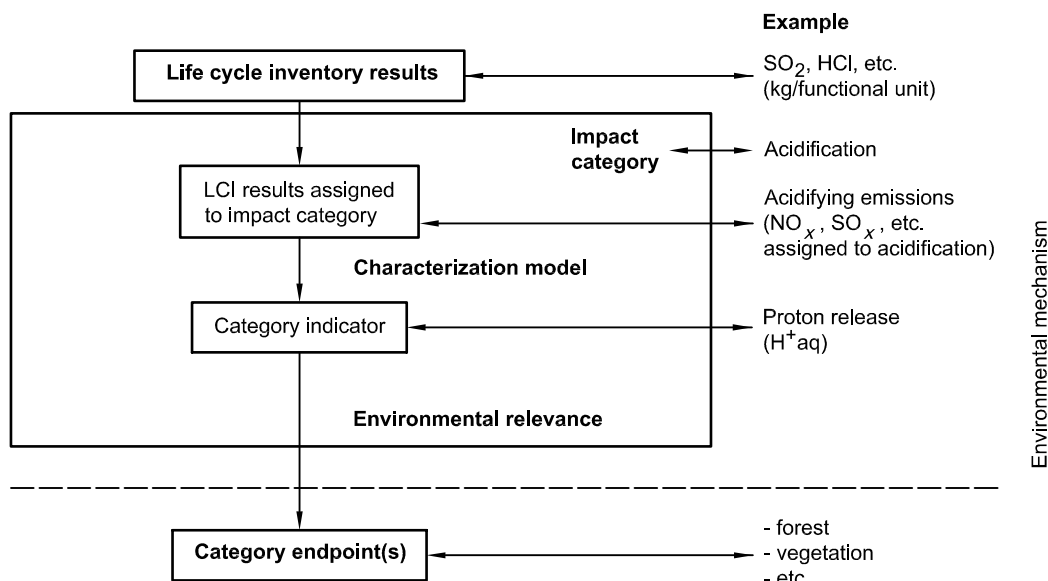 Example
Life cycle inventory results
SO2, HCl, etc.
(kg/functional unit)
Impact
category
Acidification
LCI results assigned
to impact category
Acidifying emissions
(NOx, SOx, etc.
assigned to acidification)
Characterization model
Category indicator
Proton release
(H+aq)
Environmental relevance
Environmental mechanism
Category endpoint(s)
- forest
- vegetation
- etc